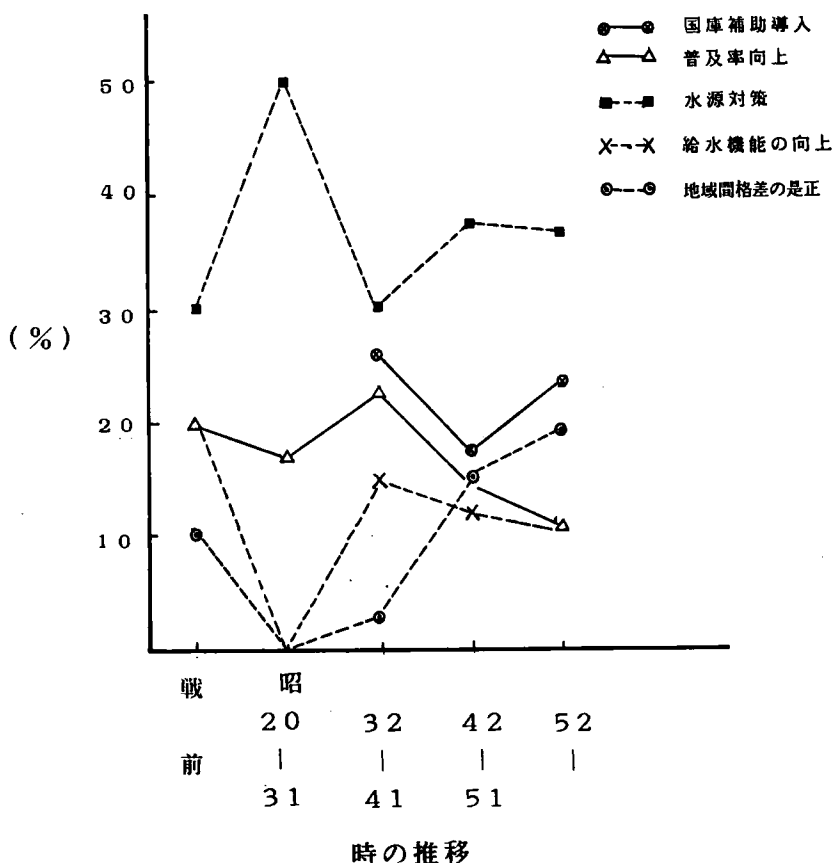 国庫補助導入
普及率向上
水源対策
給水機能の向上
地域間格差の是正
50
40
30
(%)
20
10
戦前
昭20|31
32|41
42|51
52|
時の推移